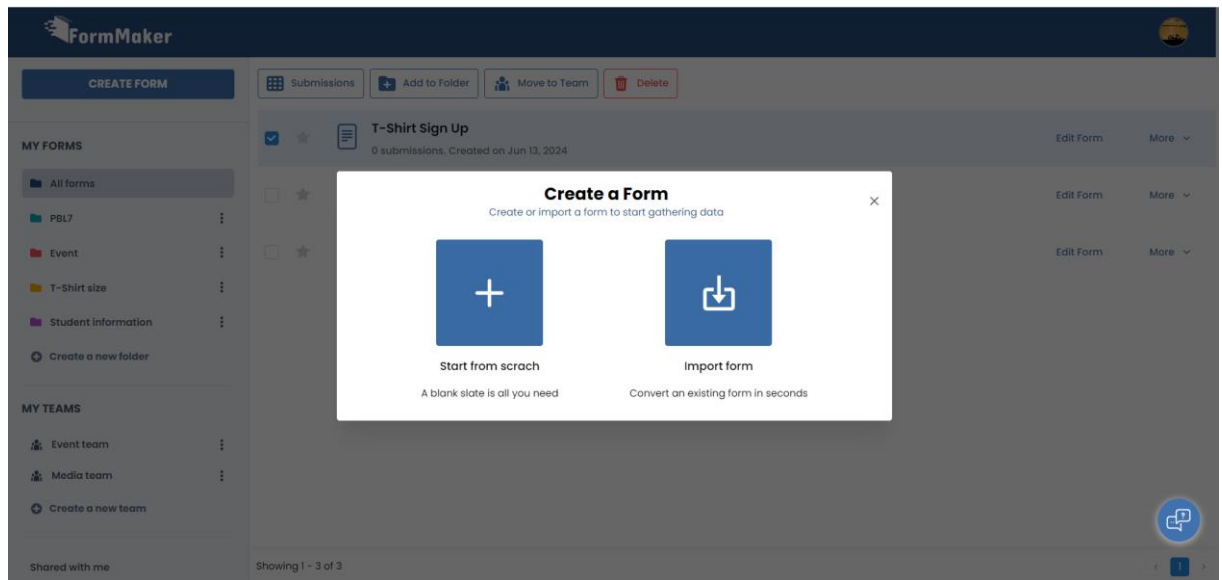 FormMaker
CREATE FORM
Submissions
Add to Folder
Move to Team
Delete
MY FORMS
All forms
PBL7
Event
T-Shirt size
Student information
Create a new folder
MY TEAMS
Event team
Media team
Create a new team
Shared with me
T-Shirt Sign Up
0 submissions. Created on Jun 13, 2024
Edit Form
More
Edit Form
More
Edit Form
More
Create a Form
Create or import a form to start gathering data
Start from scrach
A blank slate is all you need
Import form
Convert an existing form in seconds
Showing 1 - 3 of 3
1